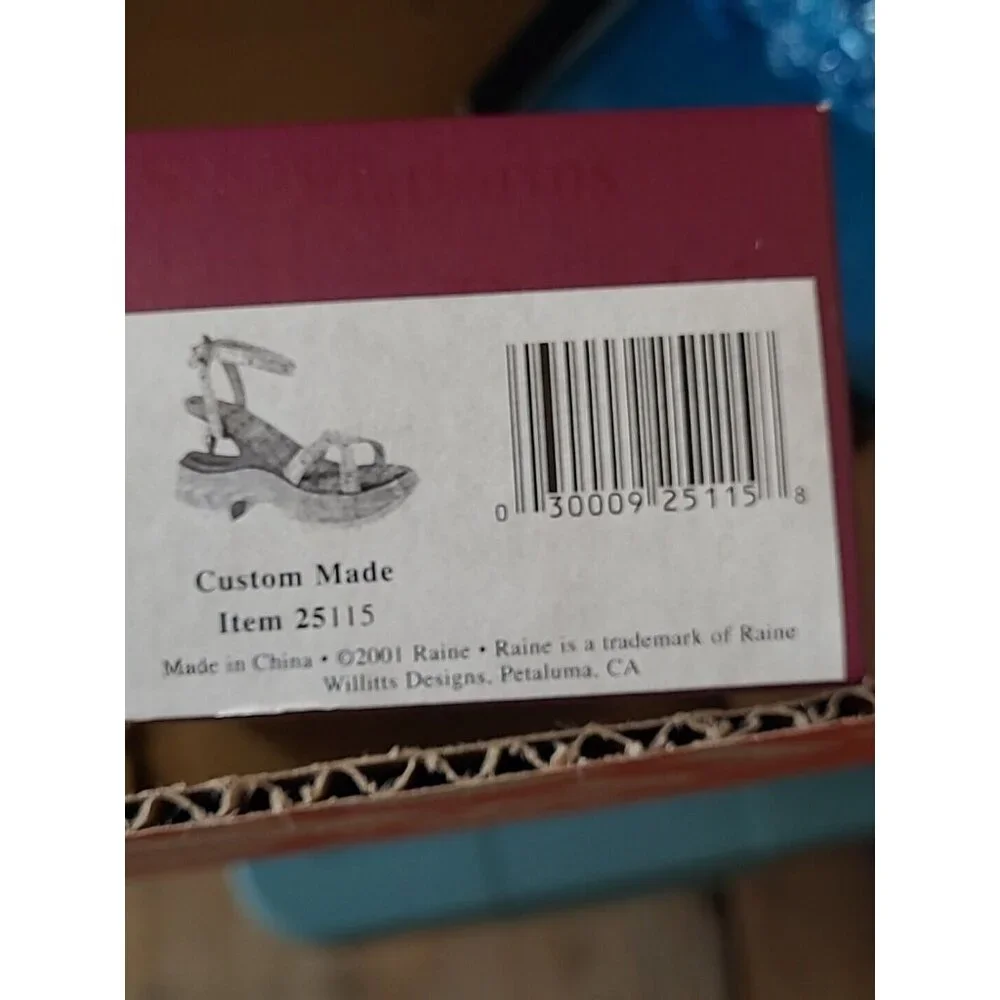 0 30009 25115 8
Custom Made
Item 25115
Made in China • ©2001 Raine • Raine is a trademark of Raine
Willitts Designs, Petaluma, CA